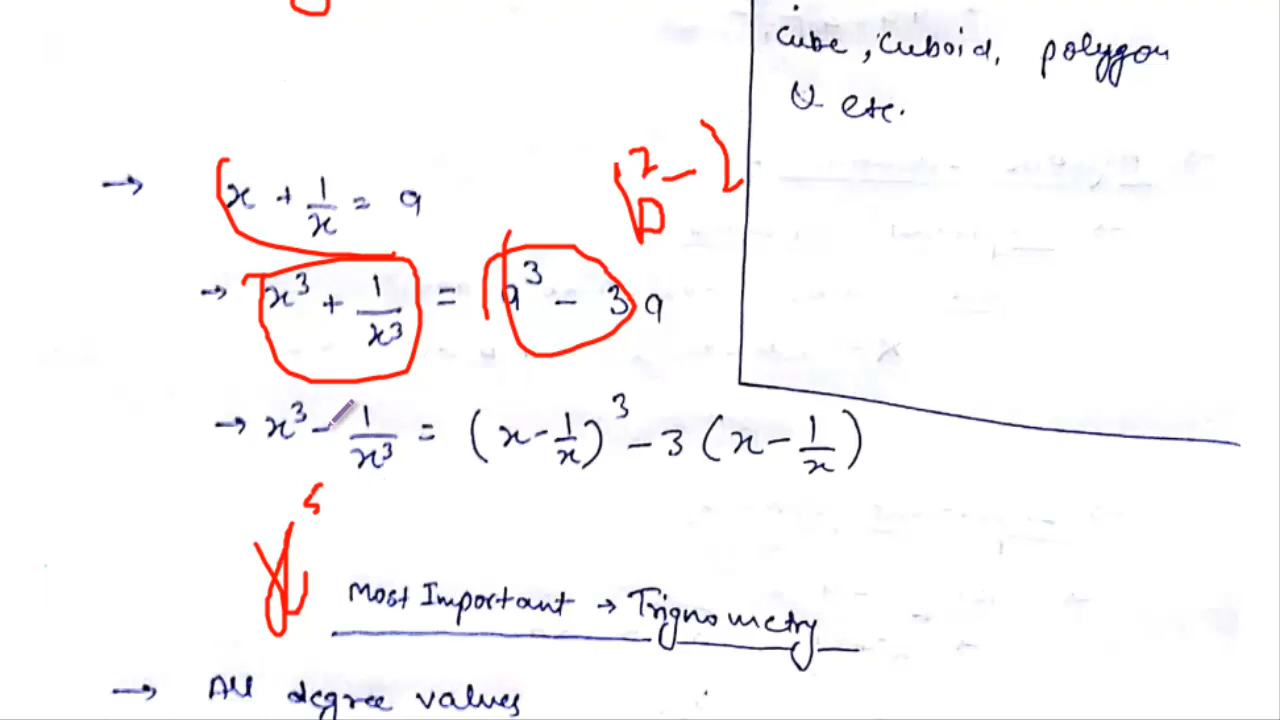 cube, cuboid, polygon
& etc.
→ x + 1/x = a
→ x³ + 1/x³ = a³ - 3a
→ x³ - 1/x³ = (x - 1/x)³ - 3(x - 1/x)
Most Important → Trignometry
→ All degree values